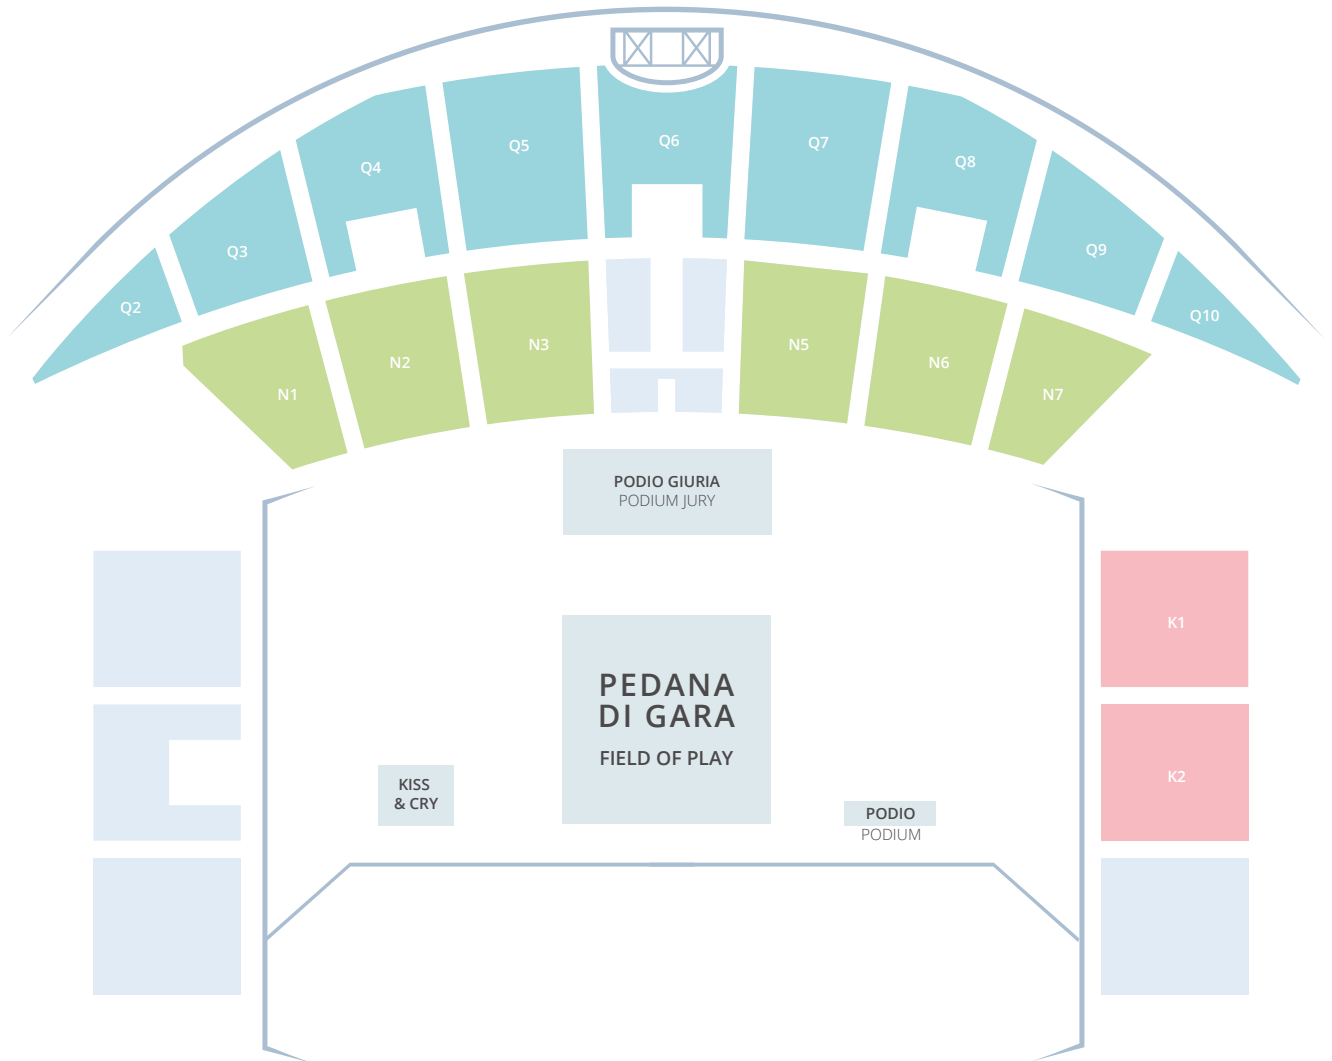 Q2
Q3
Q4
Q5
Q6
Q7
Q8
Q9
Q10
N1
N2
N3
N5
N6
N7
PODIO GIURIA
PODIUM JURY
K1
K2
PEDANA
DI GARA
FIELD OF PLAY
KISS
& CRY
PODIO
PODIUM